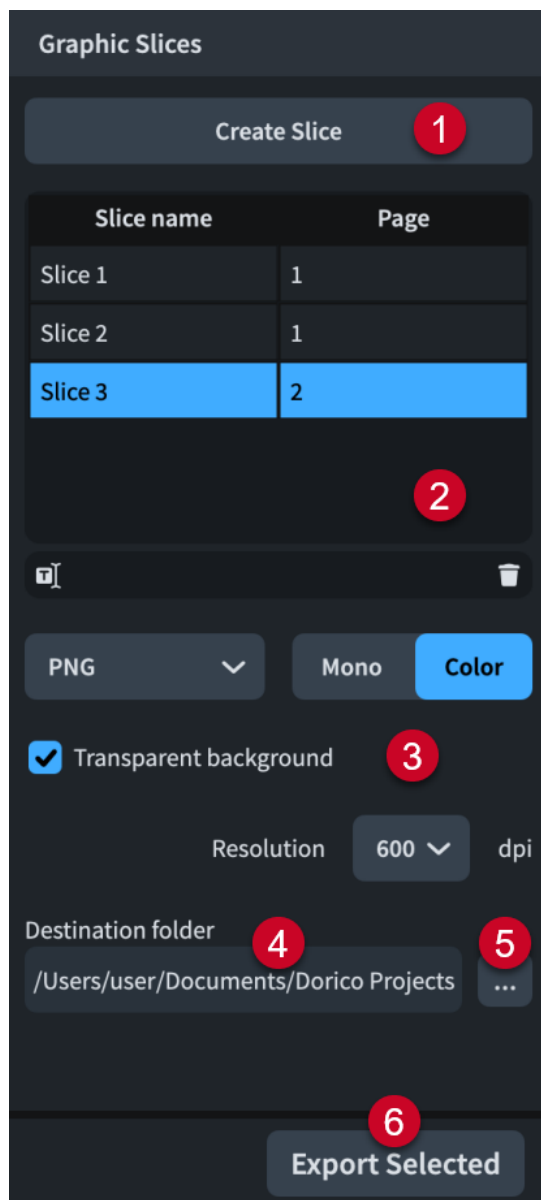 Graphic Slices
Create Slice 1
Slice name Page
Slice 1 1
Slice 2 1
Slice 3 2
2
PNG Mono Color
Transparent background 3
Resolution 600 dpi
Destination folder 4 5
/Users/user/Documents/Dorico Projects ...
6
Export Selected